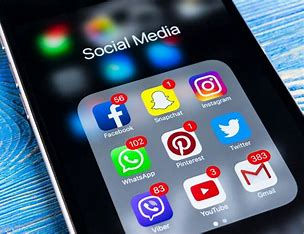 Social Media
56 1
Facebook Snapchat Instagram
102 1
WhatsApp Pinterest Twitter
83 3 383
Viber YouTube Gmail